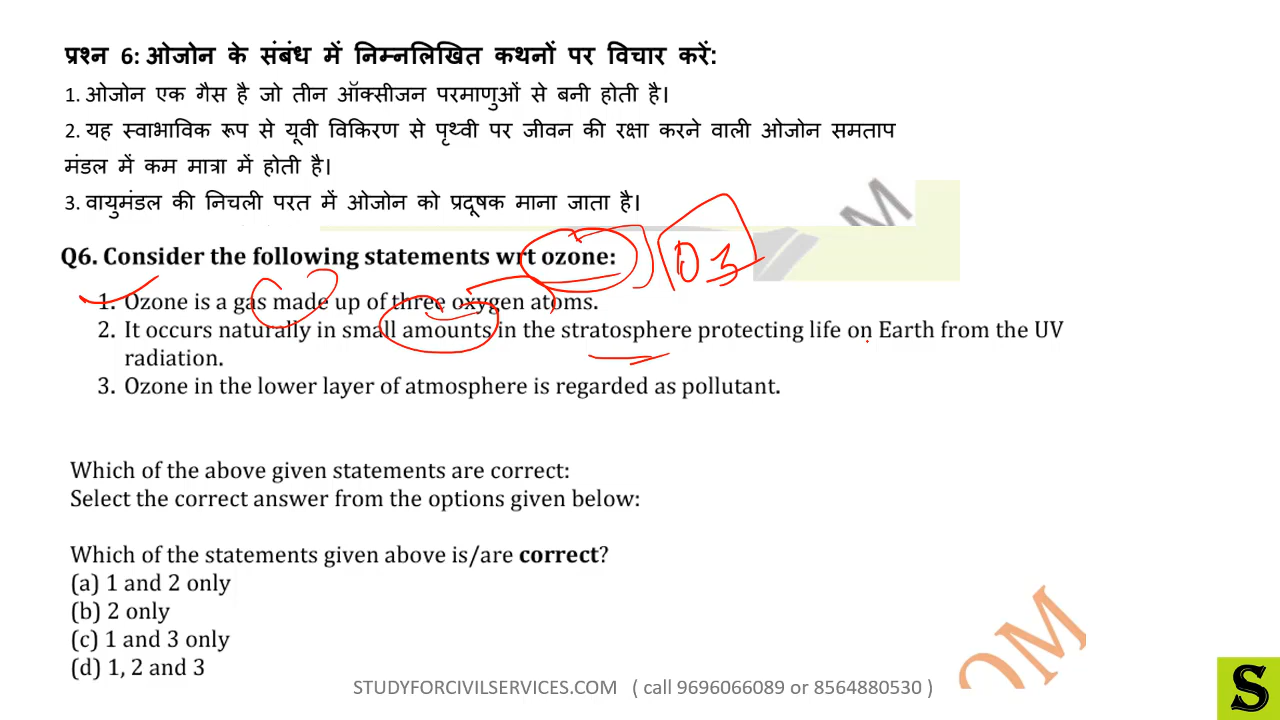 प्रश्न 6: ओजोन के संबंध में निम्नलिखित कथनों पर विचार करें:
1. ओजोन एक गैस है जो तीन ऑक्सीजन परमाणुओं से बनी होती है।
2. यह स्वाभाविक रूप से यूवी विकिरण से पृथ्वी पर जीवन की रक्षा करने वाली ओजोन समताप
मंडल में कम मात्रा में होती है।
3. वायुमंडल की निचली परत में ओजोन को प्रदूषक माना जाता है।
M
Q6. Consider the following statements wrt ozone:
O3
1. Ozone is a gas made up of three oxygen atoms.
2. It occurs naturally in small amounts in the stratosphere protecting life on Earth from the UV
radiation.
3. Ozone in the lower layer of atmosphere is regarded as pollutant.
Which of the above given statements are correct:
Select the correct answer from the options given below:
Which of the statements given above is/are correct?
(a) 1 and 2 only
(b) 2 only
(c) 1 and 3 only
(d) 1, 2 and 3
OM
STUDYFORCIVILSERVICES.COM ( call 9696066089 or 8564880530 )
S